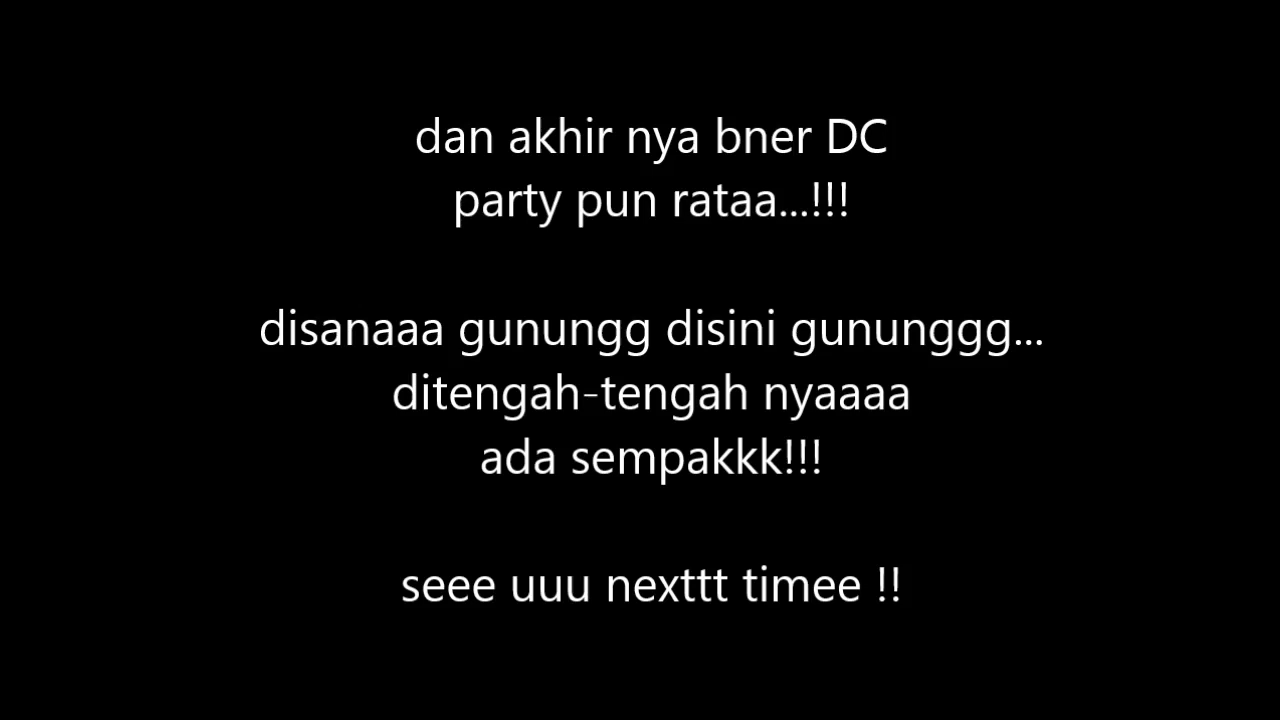 dan akhir nya bner DC
party pun rataa...!!!
disanaaa gunungg disini gununggg...
ditengah-tengah nyaaaa
ada sempakkk!!!
seee uuu nexttt timee !!